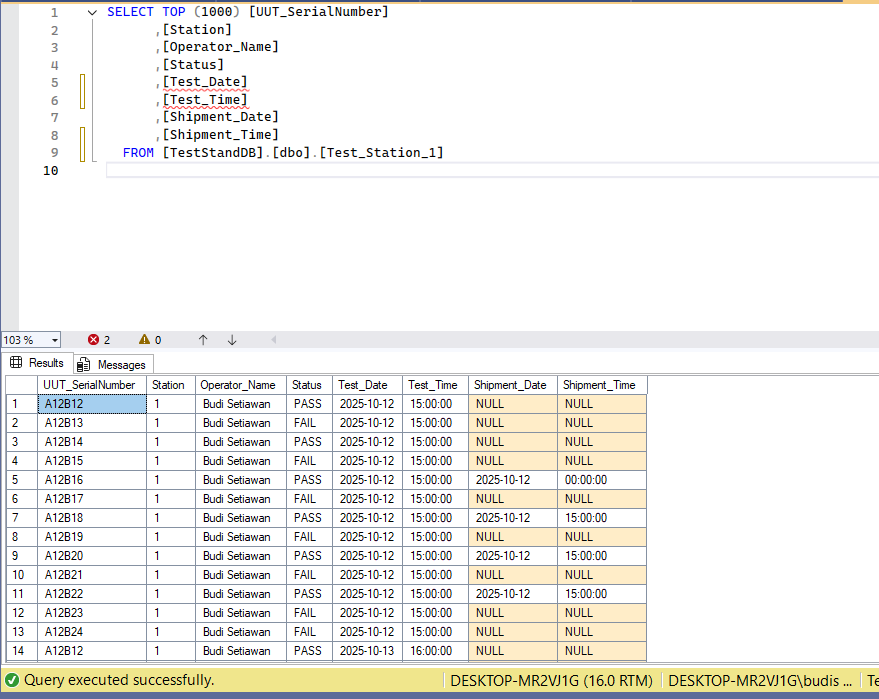 1 SELECT TOP (1000) [UUT_SerialNumber]
2 ,[Station]
3 ,[Operator_Name]
4 ,[Status]
5 ,[Test_Date]
6 ,[Test_Time]
7 ,[Shipment_Date]
8 ,[Shipment_Time]
9 FROM [TestStandDB].[dbo].[Test_Station_1]
10
103 % 2 0
Results Messages
UUT_SerialNumber Station Operator_Name Status Test_Date Test_Time Shipment_Date Shipment_Time
1 A12B12 1 Budi Setiawan PASS 2025-10-12 15:00:00 NULL NULL
2 A12B13 1 Budi Setiawan FAIL 2025-10-12 15:00:00 NULL NULL
3 A12B14 1 Budi Setiawan PASS 2025-10-12 15:00:00 NULL NULL
4 A12B15 1 Budi Setiawan FAIL 2025-10-12 15:00:00 NULL NULL
5 A12B16 1 Budi Setiawan PASS 2025-10-12 15:00:00 2025-10-12 00:00:00
6 A12B17 1 Budi Setiawan FAIL 2025-10-12 15:00:00 NULL NULL
7 A12B18 1 Budi Setiawan PASS 2025-10-12 15:00:00 2025-10-12 15:00:00
8 A12B19 1 Budi Setiawan FAIL 2025-10-12 15:00:00 NULL NULL
9 A12B20 1 Budi Setiawan PASS 2025-10-12 15:00:00 2025-10-12 15:00:00
10 A12B21 1 Budi Setiawan FAIL 2025-10-12 15:00:00 NULL NULL
11 A12B22 1 Budi Setiawan PASS 2025-10-12 15:00:00 2025-10-12 15:00:00
12 A12B23 1 Budi Setiawan FAIL 2025-10-12 15:00:00 NULL NULL
13 A12B24 1 Budi Setiawan FAIL 2025-10-12 15:00:00 NULL NULL
14 A12B12 1 Budi Setiawan PASS 2025-10-13 16:00:00 NULL NULL
Query executed successfully. DESKTOP-MR2VJ1G (16.0 RTM) DESKTOP-MR2VJ1G\budis ... Te